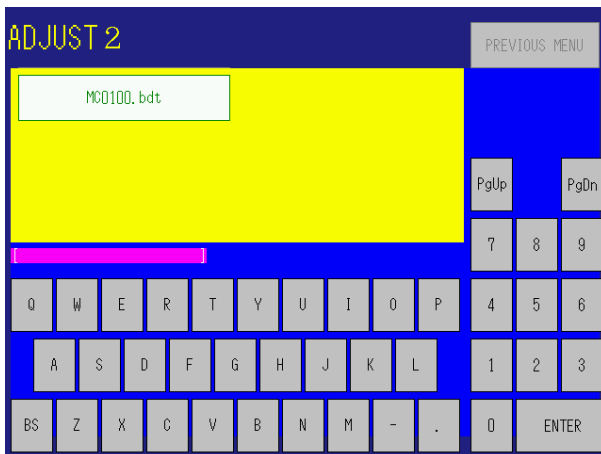 ADJUST 2
PREVIOUS MENU
MC0100.bdt
PgUp PgDn
[ ]
7 8 9
Q W E R T Y U I O P
4 5 6
A S D F G H J K L
1 2 3
BS Z X C V B N M - .
0 ENTER